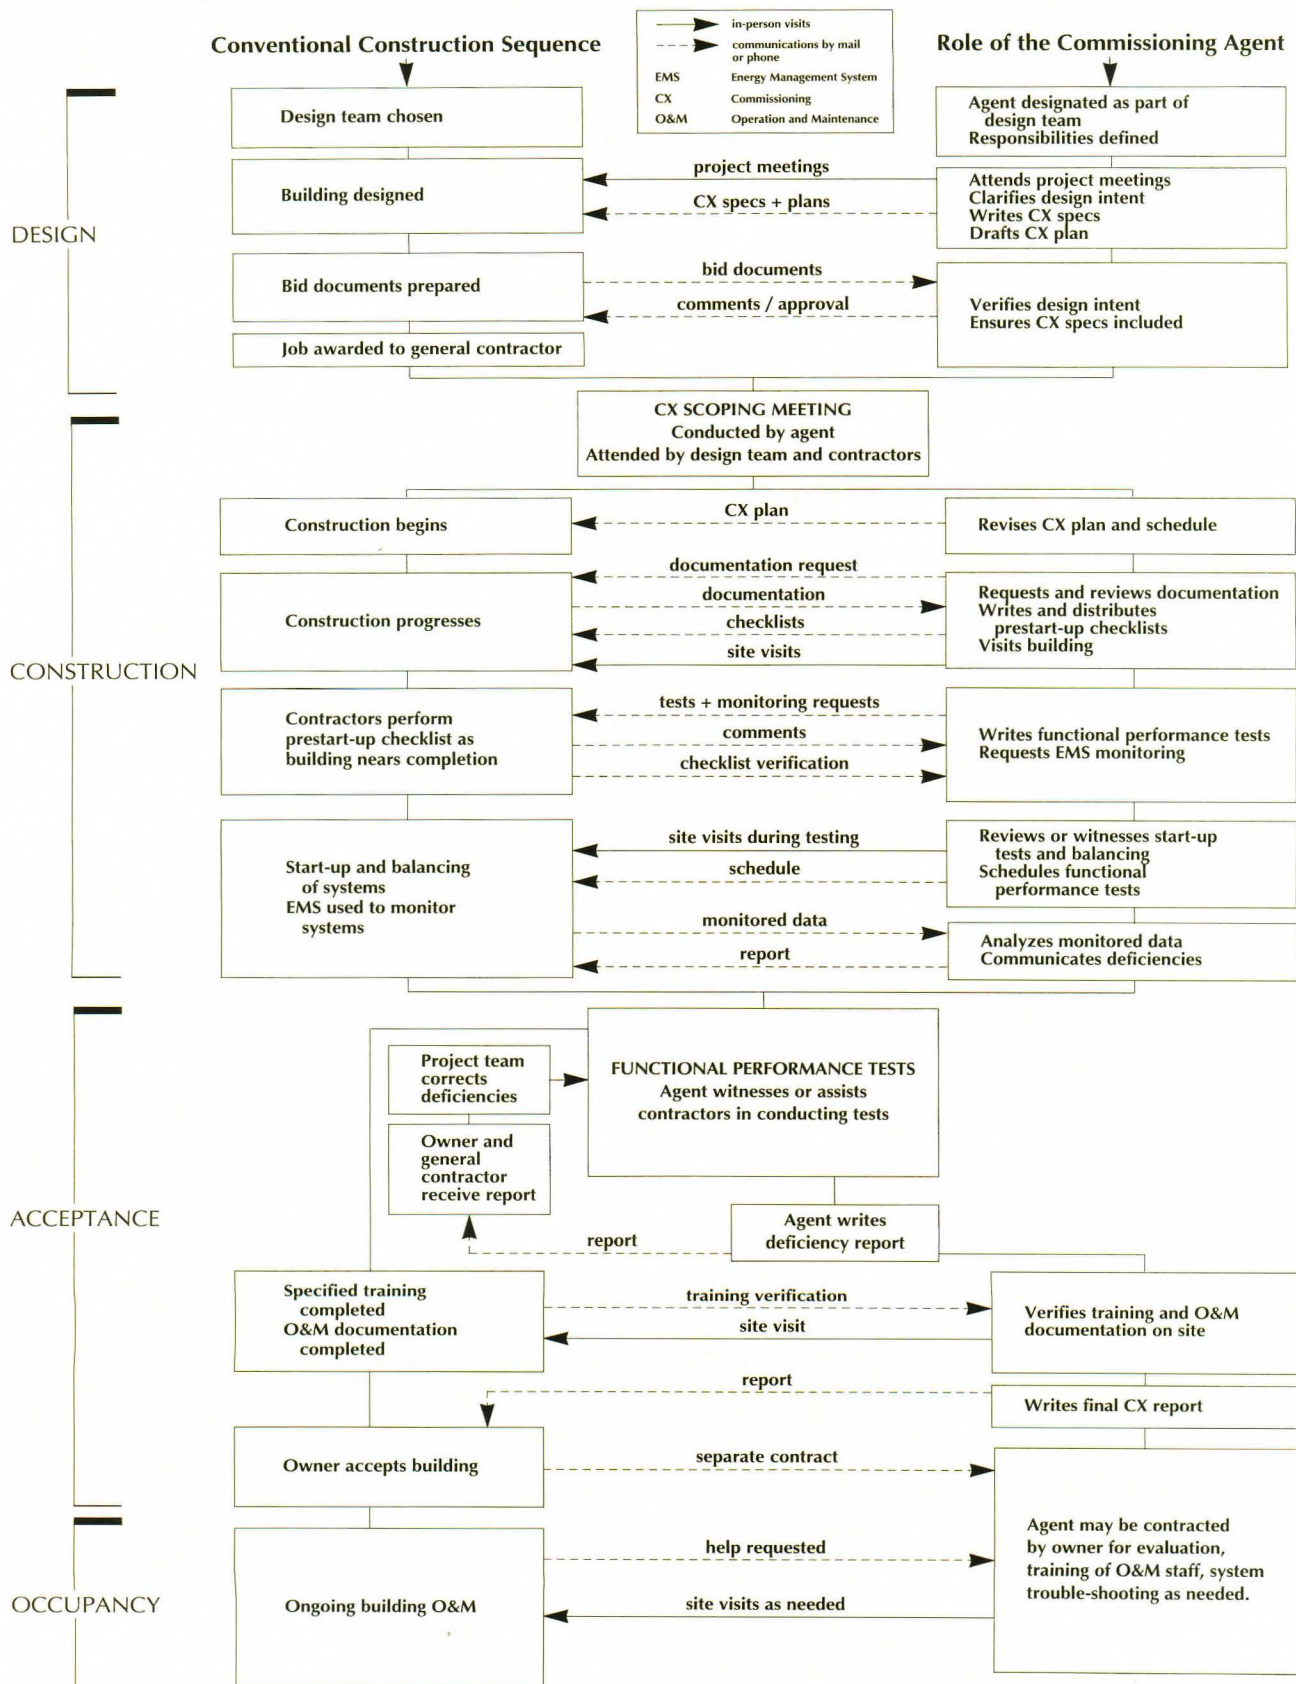 in-person visits
communications by mail
or phone
EMS Energy Management System
CX Commissioning
O&M Operation and Maintenance
Conventional Construction Sequence
Role of the Commissioning Agent
DESIGN
Design team chosen
Agent designated as part of
design team
Responsibilities defined
Building designed
project meetings
CX specs + plans
Attends project meetings
Clarifies design intent
Writes CX specs
Drafts CX plan
Bid documents prepared
bid documents
comments / approval
Verifies design intent
Ensures CX specs included
Job awarded to general contractor
CX SCOPING MEETING
Conducted by agent
Attended by design team and contractors
CONSTRUCTION
Construction begins
CX plan
Revises CX plan and schedule
Construction progresses
documentation request
documentation
checklists
site visits
Requests and reviews documentation
Writes and distributes
prestart-up checklists
Visits building
Contractors perform
prestart-up checklist as
building nears completion
tests + monitoring requests
comments
checklist verification
Writes functional performance tests
Requests EMS monitoring
Start-up and balancing
of systems
EMS used to monitor
systems
site visits during testing
schedule
Reviews or witnesses start-up
tests and balancing
Schedules functional
performance tests
monitored data
report
Analyzes monitored data
Communicates deficiencies
ACCEPTANCE
Project team
corrects
deficiencies
FUNCTIONAL PERFORMANCE TESTS
Agent witnesses or assists
contractors in conducting tests
Owner and
general
contractor
receive report
report
Agent writes
deficiency report
Specified training
completed
O&M documentation
completed
training verification
site visit
Verifies training and O&M
documentation on site
report
Writes final CX report
Owner accepts building
separate contract
OCCUPANCY
Ongoing building O&M
help requested
site visits as needed
Agent may be contracted
by owner for evaluation,
training of O&M staff, system
trouble-shooting as needed.